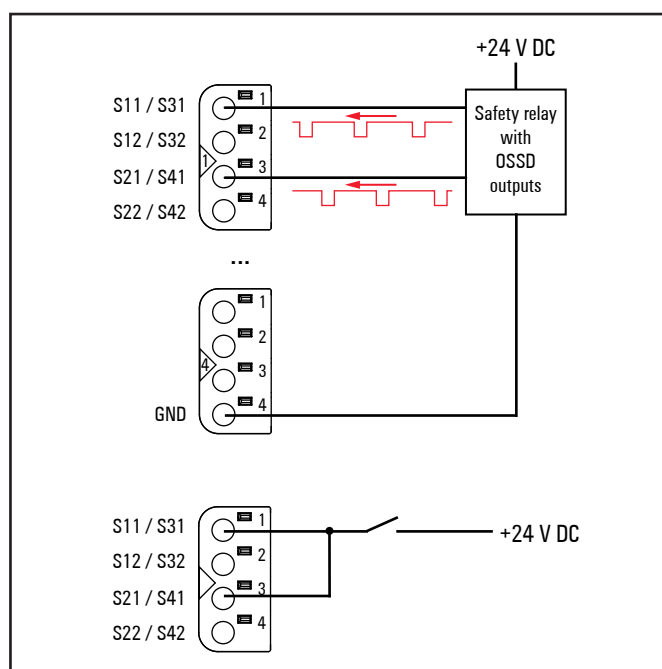 +24 V DC
S11 / S31
1
S12 / S32
2
1
S21 / S41
3
S22 / S42
4
Safety relay
with
OSSD
outputs
...
1
2
4
3
GND
4
S11 / S31
1
S12 / S32
2
S21 / S41
3
S22 / S42
4
+24 V DC